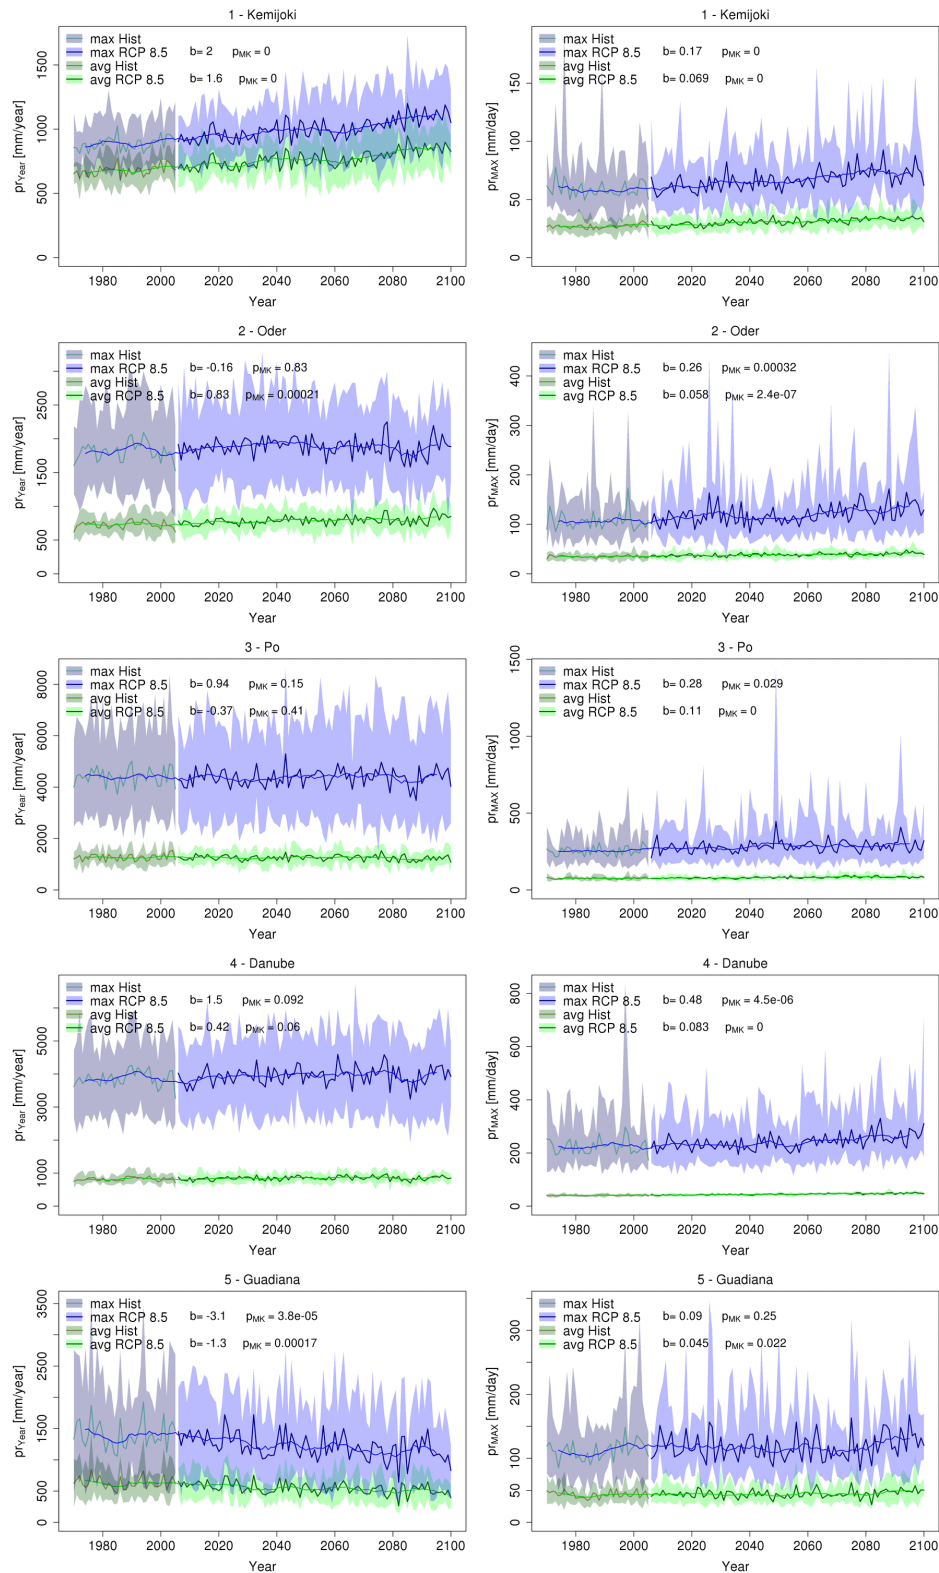 1 - Kemijoki
max Hist
max RCP 8.5 b= 2 pMK = 0
avg Hist
avg RCP 8.5 b= 1.6 pMK = 0
prYear [mm/year]
0 500 1000 1500
1980 2000 2020 2040 2060 2080 2100
Year
1 - Kemijoki
max Hist
max RCP 8.5 b= 0.17 pMK = 0
avg Hist
avg RCP 8.5 b= 0.069 pMK = 0
prMAX [mm/day]
0 50 100 150
1980 2000 2020 2040 2060 2080 2100
Year
2 - Oder
max Hist
max RCP 8.5 b= -0.16 pMK = 0.83
avg Hist
avg RCP 8.5 b= 0.83 pMK = 0.00021
prYear [mm/year]
0 500 1500 2500
1980 2000 2020 2040 2060 2080 2100
Year
2 - Oder
max Hist
max RCP 8.5 b= 0.26 pMK = 0.00032
avg Hist
avg RCP 8.5 b= 0.058 pMK = 2.4e-07
prMAX [mm/day]
0 100 200 300 400
1980 2000 2020 2040 2060 2080 2100
Year
3 - Po
max Hist
max RCP 8.5 b= 0.94 pMK = 0.15
avg Hist
avg RCP 8.5 b= -0.37 pMK = 0.41
prYear [mm/year]
0 2000 4000 6000 8000
1980 2000 2020 2040 2060 2080 2100
Year
3 - Po
max Hist
max RCP 8.5 b= 0.28 pMK = 0.029
avg Hist
avg RCP 8.5 b= 0.11 pMK = 0
prMAX [mm/day]
0 500 1000 1500
1980 2000 2020 2040 2060 2080 2100
Year
4 - Danube
max Hist
max RCP 8.5 b= 1.5 pMK = 0.092
avg Hist
avg RCP 8.5 b= 0.42 pMK = 0.06
prYear [mm/year]
0 1000 3000 5000
1980 2000 2020 2040 2060 2080 2100
Year
4 - Danube
max Hist
max RCP 8.5 b= 0.48 pMK = 4.5e-06
avg Hist
avg RCP 8.5 b= 0.083 pMK = 0
prMAX [mm/day]
0 200 400 600 800
1980 2000 2020 2040 2060 2080 2100
Year
5 - Guadiana
max Hist
max RCP 8.5 b= -3.1 pMK = 3.8e-05
avg Hist
avg RCP 8.5 b= -1.3 pMK = 0.00017
prYear [mm/year]
0 500 1500 2500 3500
1980 2000 2020 2040 2060 2080 2100
Year
5 - Guadiana
max Hist
max RCP 8.5 b= 0.09 pMK = 0.25
avg Hist
avg RCP 8.5 b= 0.045 pMK = 0.022
prMAX [mm/day]
0 50 100 200 300
1980 2000 2020 2040 2060 2080 2100
Year